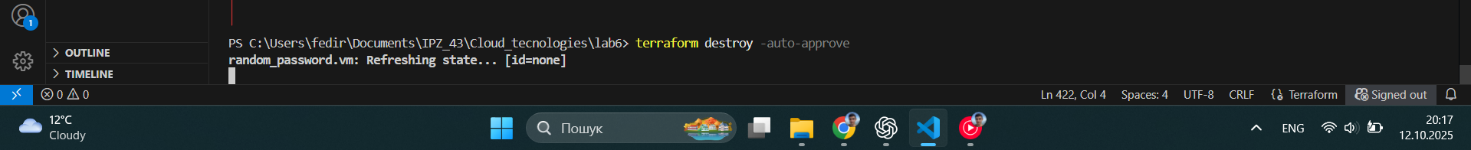 1
OUTLINE
TIMELINE
PS C:\Users\fedir\Documents\IPZ_43\Cloud_tecnologies\lab6> terraform destroy -auto-approve
random_password.vm: Refreshing state... [id=none]
0 0
Ln 422, Col 4 Spaces: 4 UTF-8 CRLF Terraform Signed out
12°C
Cloudy
Пошук
ENG
20:17
12.10.2025